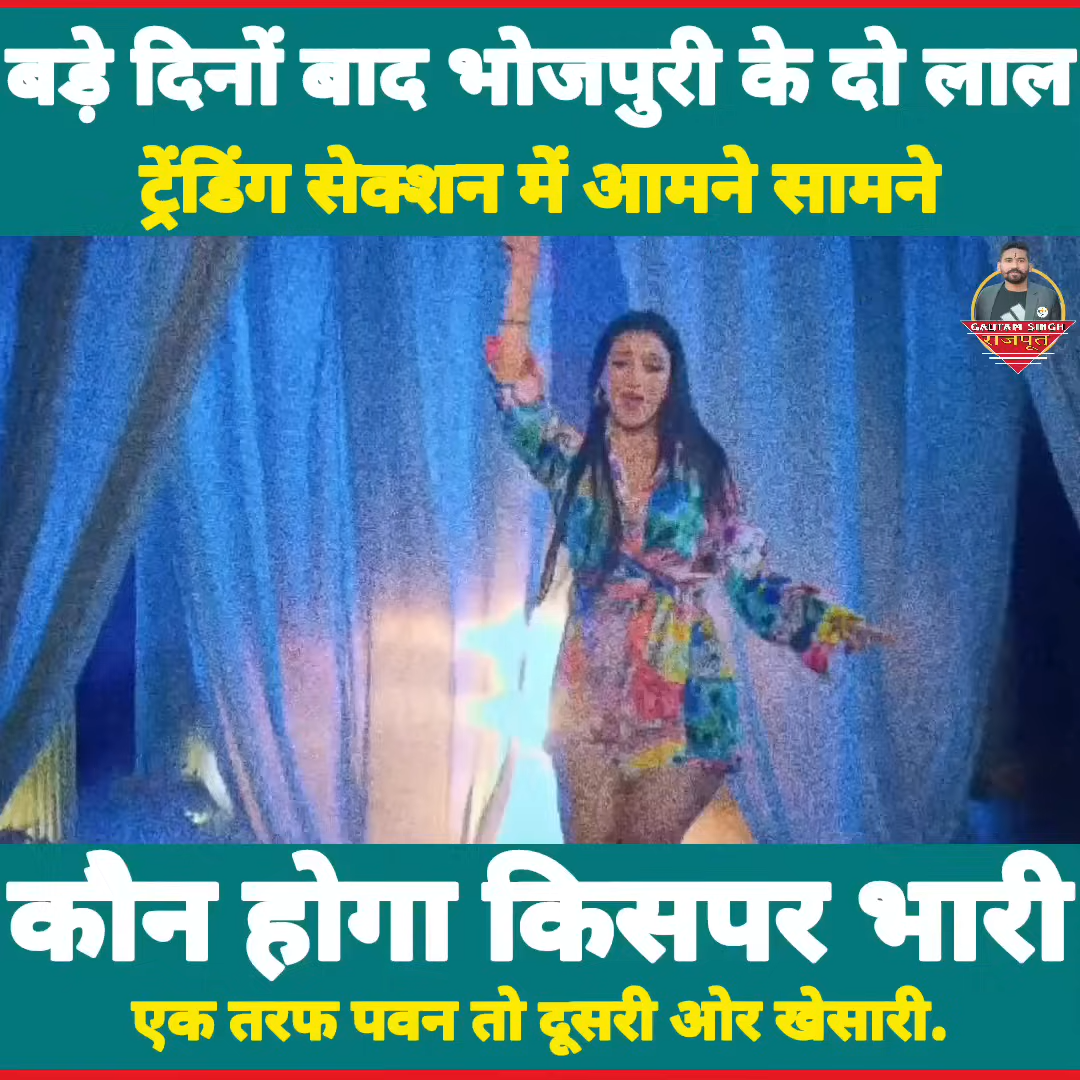 बड़े दिनों बाद भोजपुरी के दो लाल
ट्रेंडिंग सेक्शन में आमने सामने
GAUTAM SINGH
राजपूत
कौन होगा किसपर भारी
एक तरफ पवन तो दूसरी ओर खेसारी.